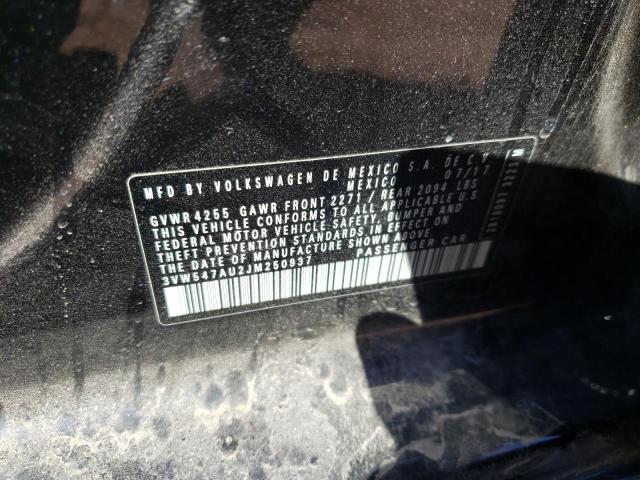 MFD BY VOLKSWAGEN DE MEXICO S.A. DE C.V.
MEXICO 07/17
GVWR4255 GAWR FRONT 2271 / REAR 2094 LBS
THIS VEHICLE CONFORMS TO ALL APPLICABLE U.S.
FEDERAL MOTOR VEHICLE SAFETY, BUMPER AND
THEFT PREVENTION STANDARDS IN EFFECT ON
THE DATE OF MANUFACTURE SHOWN ABOVE.
3VW547AU2JM250937 PASSENGER CAR